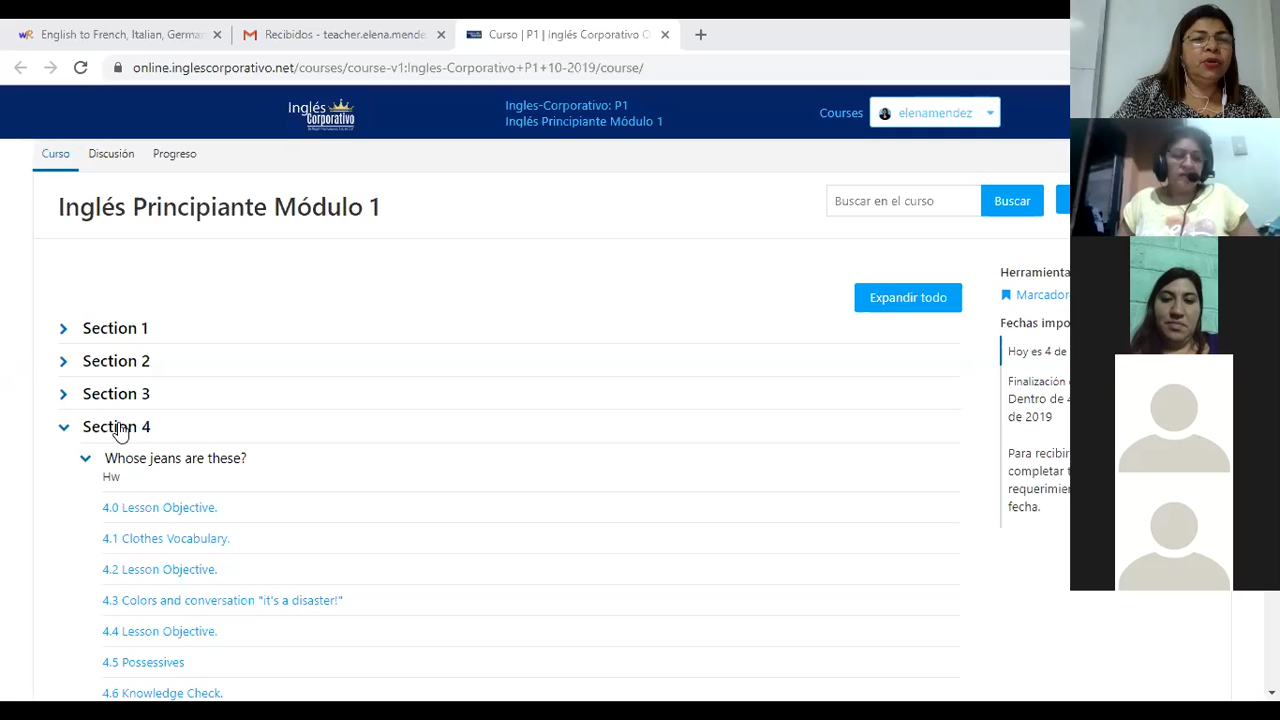 English to French, Italian, Germa
Recibidos - teacher.elena.mende
Curso | P1 | Inglés Corporativo O
online.inglescorporativo.net/courses/course-v1:Ingles-Corporativo+P1+10-2019/course/
Inglés
Corporativo
Ingles-Corporativo: P1
Inglés Principiante Módulo 1
Courses
elenamendez
Curso
Discusión
Progreso
Inglés Principiante Módulo 1
Buscar en el curso
Buscar
Herramienta
Marcador
Expandir todo
Fechas impo
Hoy es 4 de
Finalización
Dentro de 4
de 2019
Para recibir
completar t
requerimie
fecha.
Section 1
Section 2
Section 3
Section 4
Whose jeans are these?
Hw
4.0 Lesson Objective.
4.1 Clothes Vocabulary.
4.2 Lesson Objective.
4.3 Colors and conversation "it's a disaster!"
4.4 Lesson Objective.
4.5 Possessives
4.6 Knowledge Check.